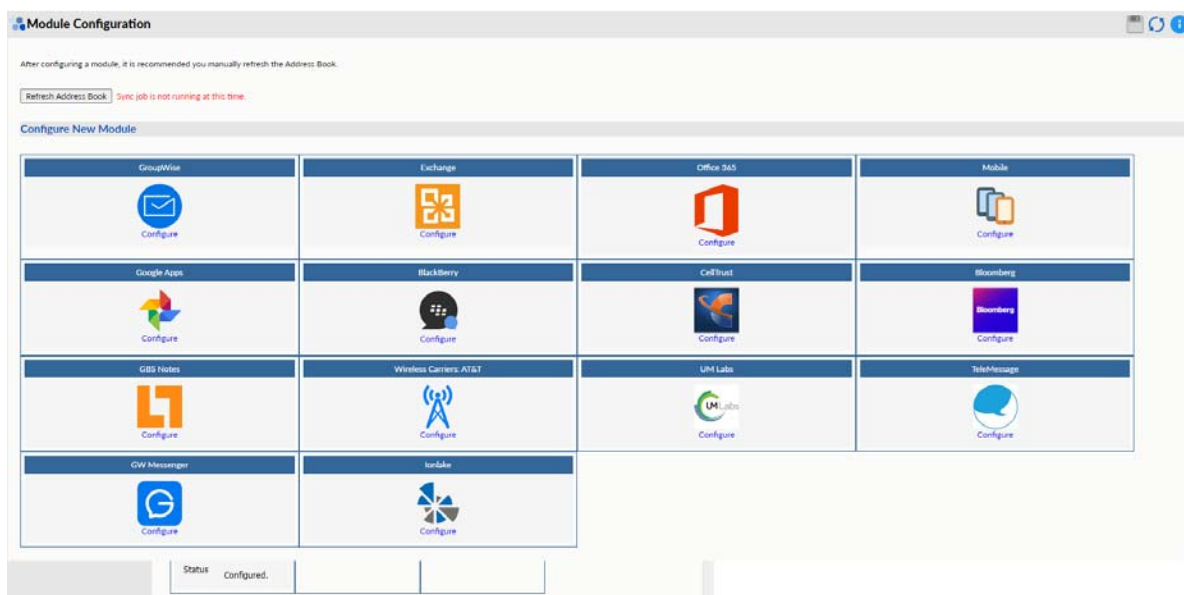 Module Configuration
After configuring a module, it is recommended you manually refresh the Address Book.
Refresh Address Book Sync job is not running at this time.
Configure New Module
GroupWise Exchange Office 365 Mobile
Configure Configure Configure Configure
Google Apps BlackBerry CellTrust Bloomberg
Bloomberg
Configure Configure Configure Configure
GBS Notes Wireless Carriers: AT&T UM Labs TeleMessage
UM Labs
Configure Configure Configure Configure
GW Messenger Ionlake
Configure Configure
Status Configured.